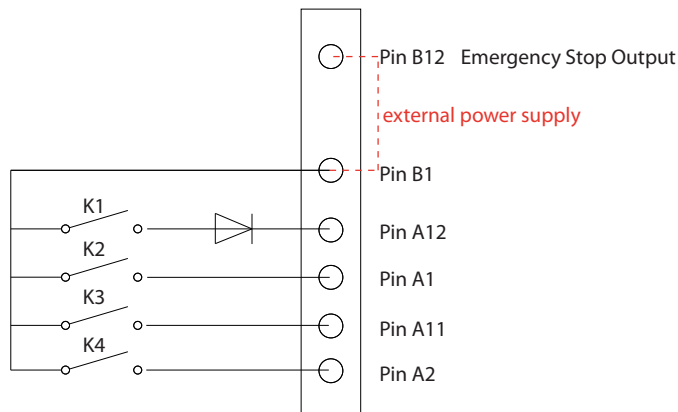 Pin B12 Emergency Stop Output
external power supply
Pin B1
K1
Pin A12
K2
Pin A1
K3
Pin A11
K4
Pin A2